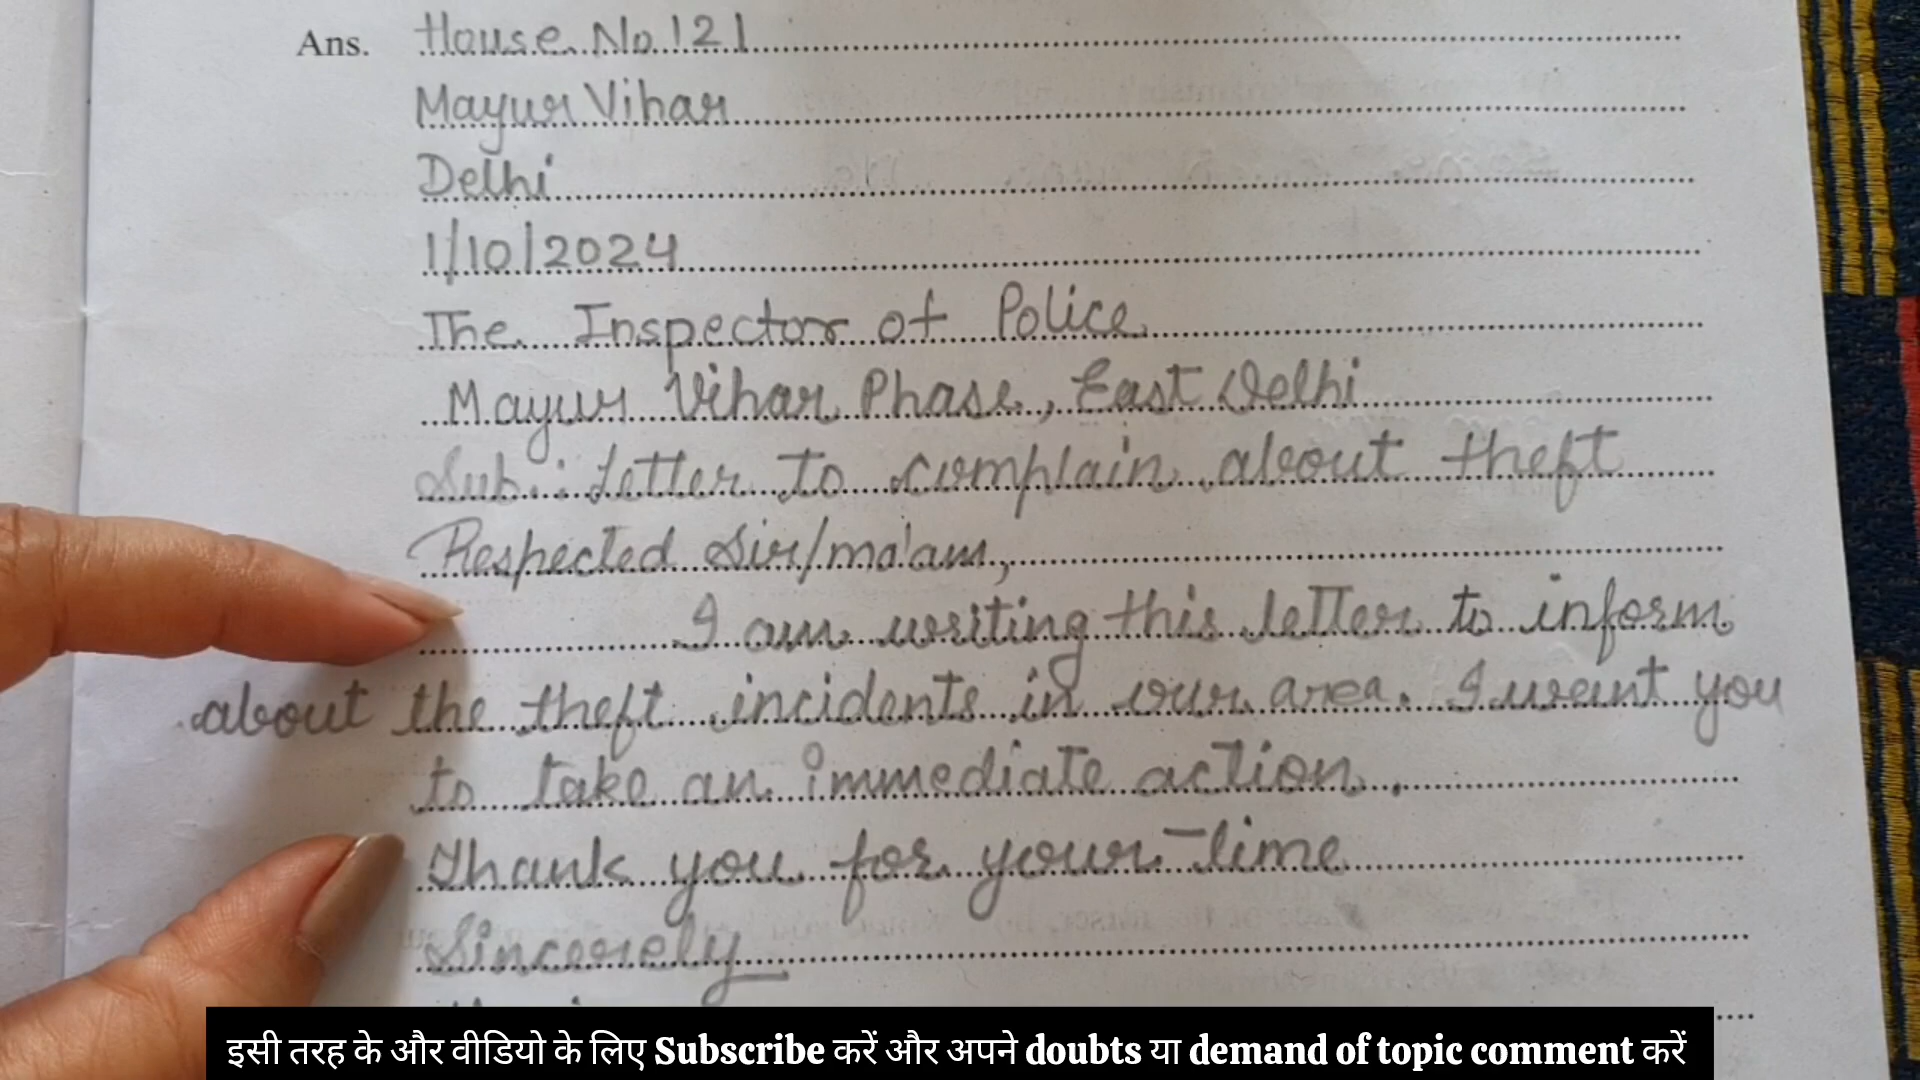 Ans. House No. 121
Mayur Vihar
Delhi
1/10/2024
The Inspector of Police
Mayur Vihar Phase, East Delhi
Sub: Letter to complain about theft
Respected Sir/ma'am,
I am writing this letter to inform
about the theft incidents in our area. I want you
to take an immediate action.
Thank you for your time
Sincerely
इसी तरह के और वीडियो के लिए Subscribe करें और अपने doubts या demand of topic comment करें